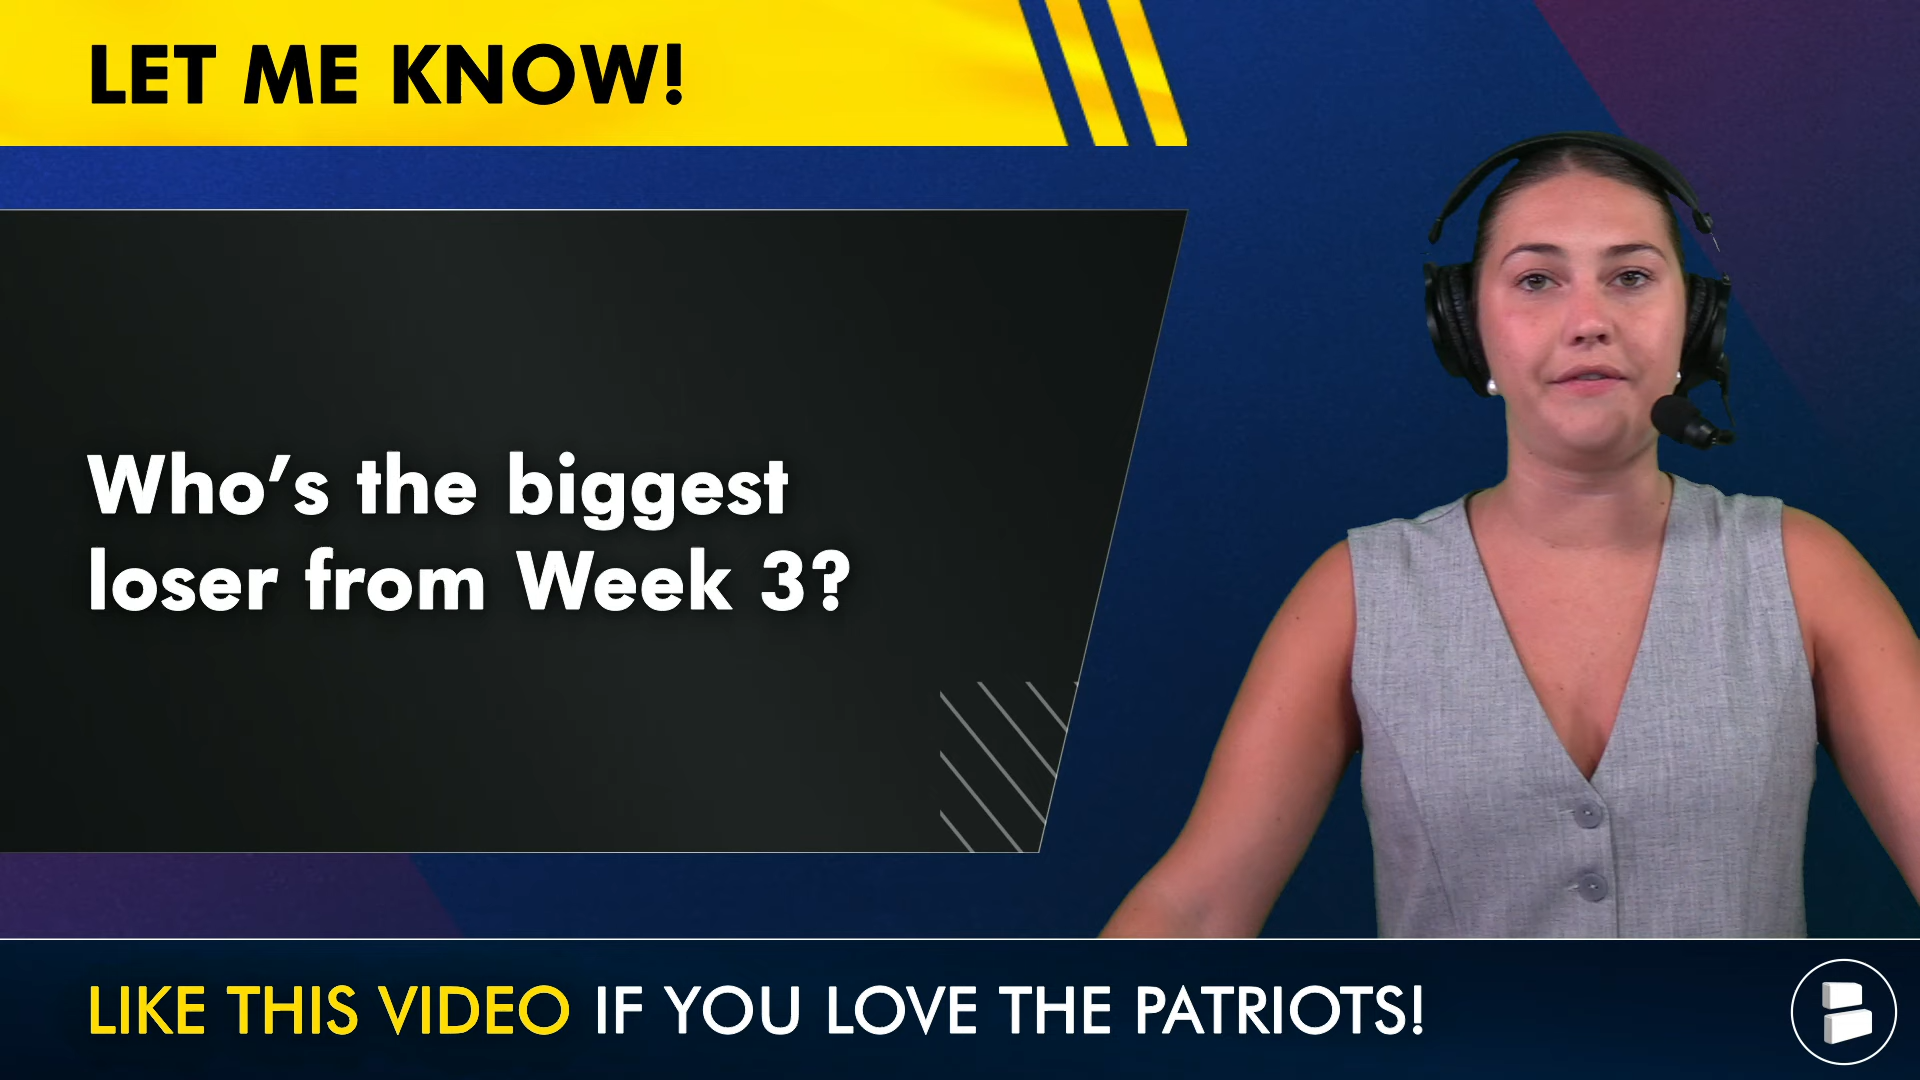 LET ME KNOW!
Who's the biggest
loser from Week 3?
LIKE THIS VIDEO IF YOU LOVE THE PATRIOTS!